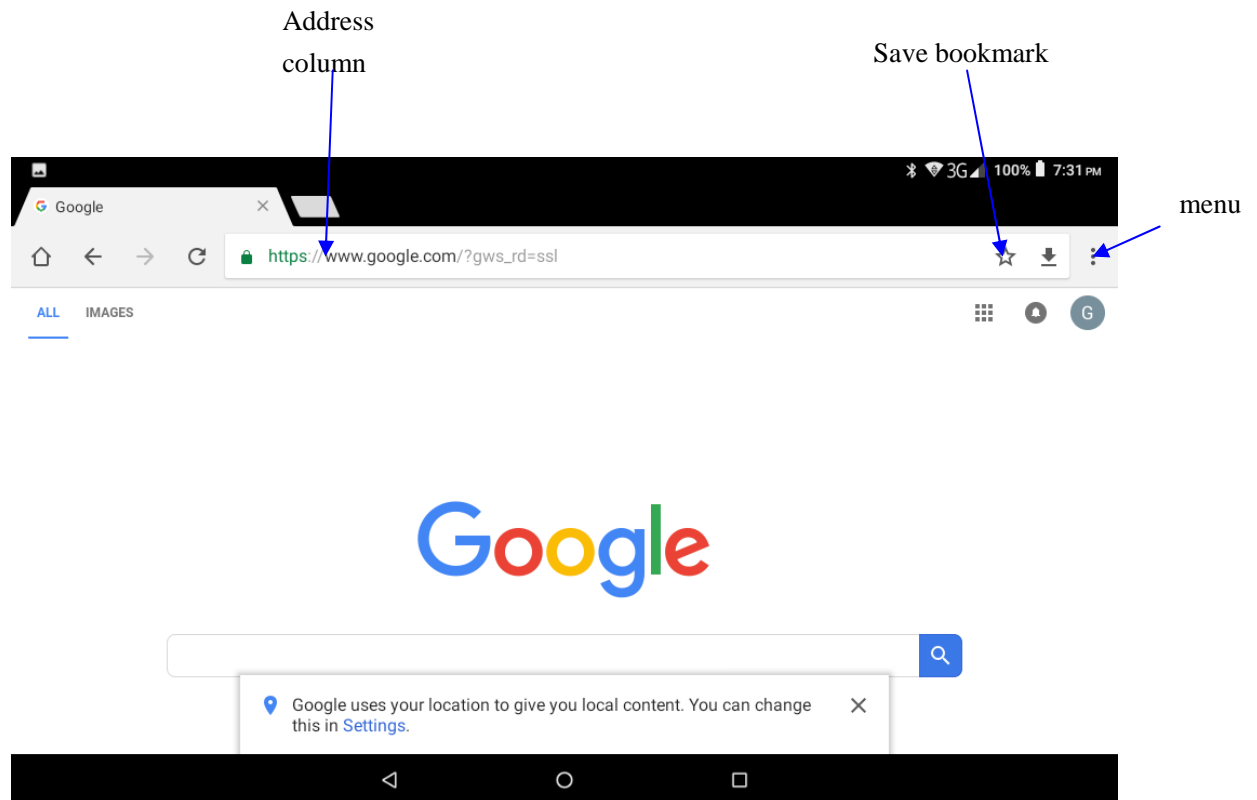 Address
column
Save bookmark
3G 100% 7:31 PM
G Google
menu
https://www.google.com/?gws_rd=ssl
ALL IMAGES
G
Google
Google uses your location to give you local content. You can change
this in Settings.